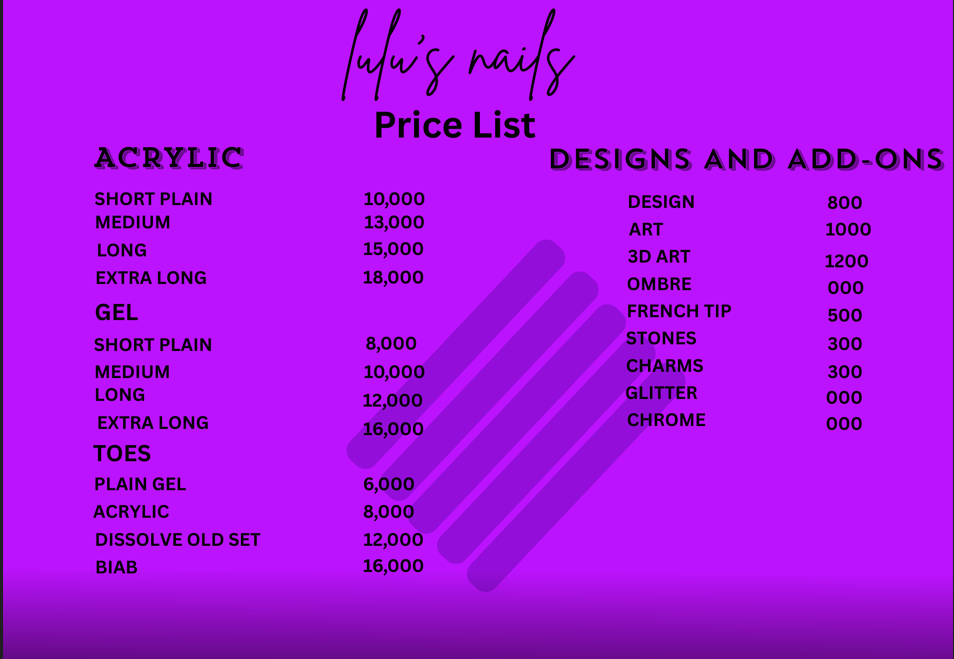 lulu's nails
Price List
ACRYLIC
SHORT PLAIN 10,000
MEDIUM 13,000
LONG 15,000
EXTRA LONG 18,000
GEL
SHORT PLAIN 8,000
MEDIUM 10,000
LONG 12,000
EXTRA LONG 16,000
TOES
PLAIN GEL 6,000
ACRYLIC 8,000
DISSOLVE OLD SET 12,000
BIAB 16,000
DESIGNS AND ADD-ONS
DESIGN 800
ART 1000
3D ART 1200
OMBRE 000
FRENCH TIP 500
STONES 300
CHARMS 300
GLITTER 000
CHROME 000